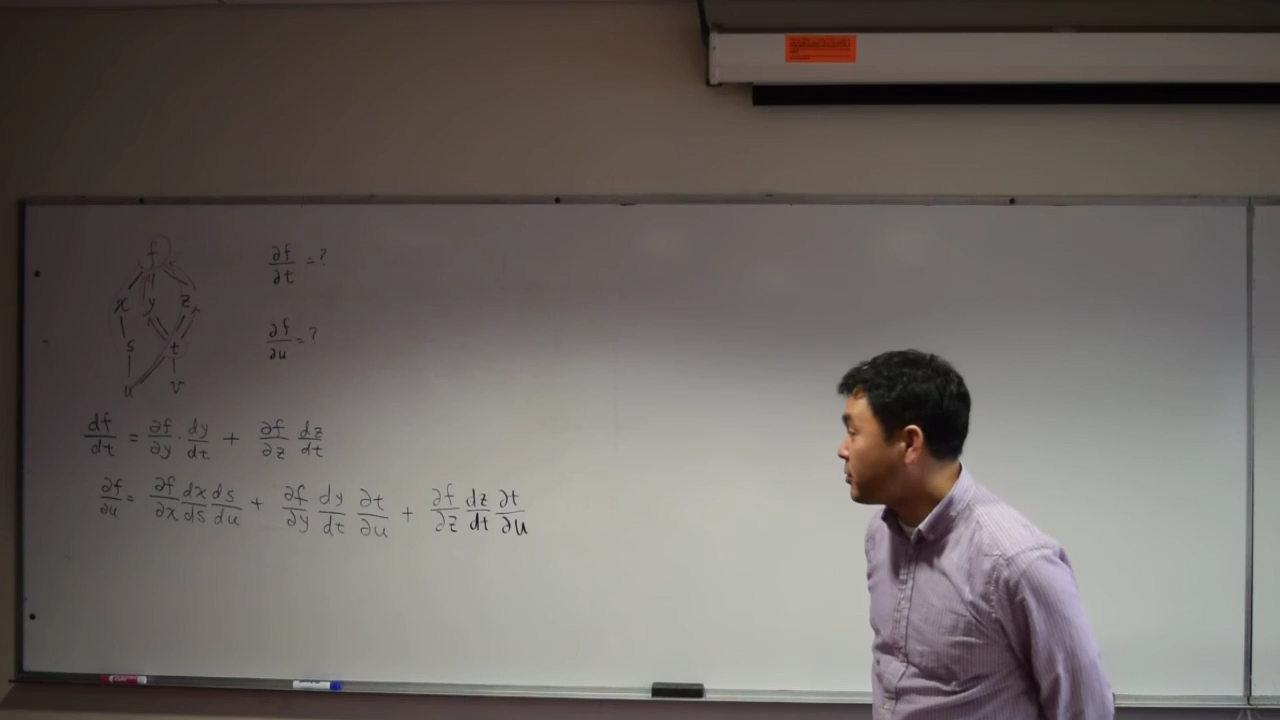 f
∂f/∂t = ?
x y z
∂f/∂u = ?
s t
u v
df/dt = ∂f/∂y · dy/dt + ∂f/∂z dz/dt
∂f/∂u = ∂f/∂x dx/ds ds/du + ∂f/∂y dy/dt ∂t/∂u + ∂f/∂z dz/dt ∂t/∂u